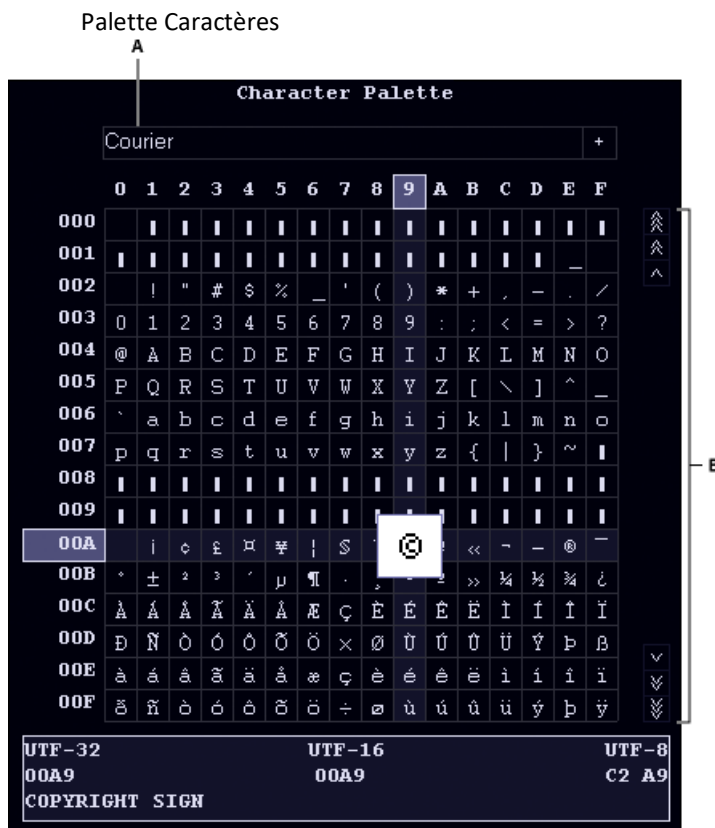 Palette Caractères
A
Character Palette
Courier +
0 1 2 3 4 5 6 7 8 9 A B C D E F
000
001 _
002 ! " # $ % _ ' ( ) * + , – . /
003 0 1 2 3 4 5 6 7 8 9 : ; < = > ?
004 @ A B C D E F G H I J K L M N O
005 P Q R S T U V W X Y Z [ \ ] ^ _
006 ` a b c d e f g h i j k l m n o
007 p q r s t u v w x y z { | } ~
008
009
00A ¡ ¢ £ ¤ ¥ ¦ § © « ¬ – ® ¯
00B ° ± ² ³ ´ µ ¶ · ¸ º » ¼ ½ ¾ ¿
00C À Á Â Ã Ä Å Æ Ç È É Ê Ë Ì Í Î Ï
00D Ð Ñ Ò Ó Ô Õ Ö × Ø Ù Ú Û Ü Ý Þ ß
00E à á â ã ä å æ ç è é ê ë ì í î ï
00F ð ñ ò ó ô õ ö ÷ ø ù ú û ü ý þ ÿ
B
UTF-32 UTF-16 UTF-8
00A9 00A9 C2 A9
COPYRIGHT SIGN